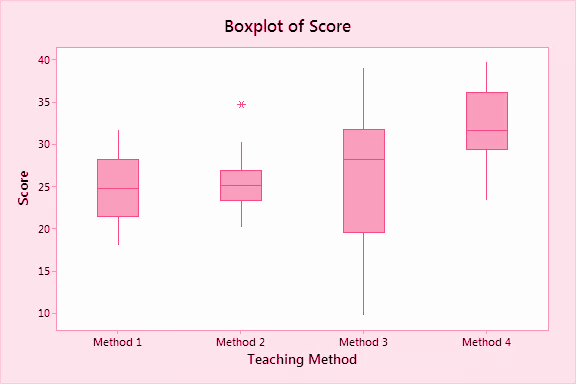 Boxplot of Score
40
35
30
25
20
15
10
Score
Method 1
Method 2
Method 3
Method 4
Teaching Method